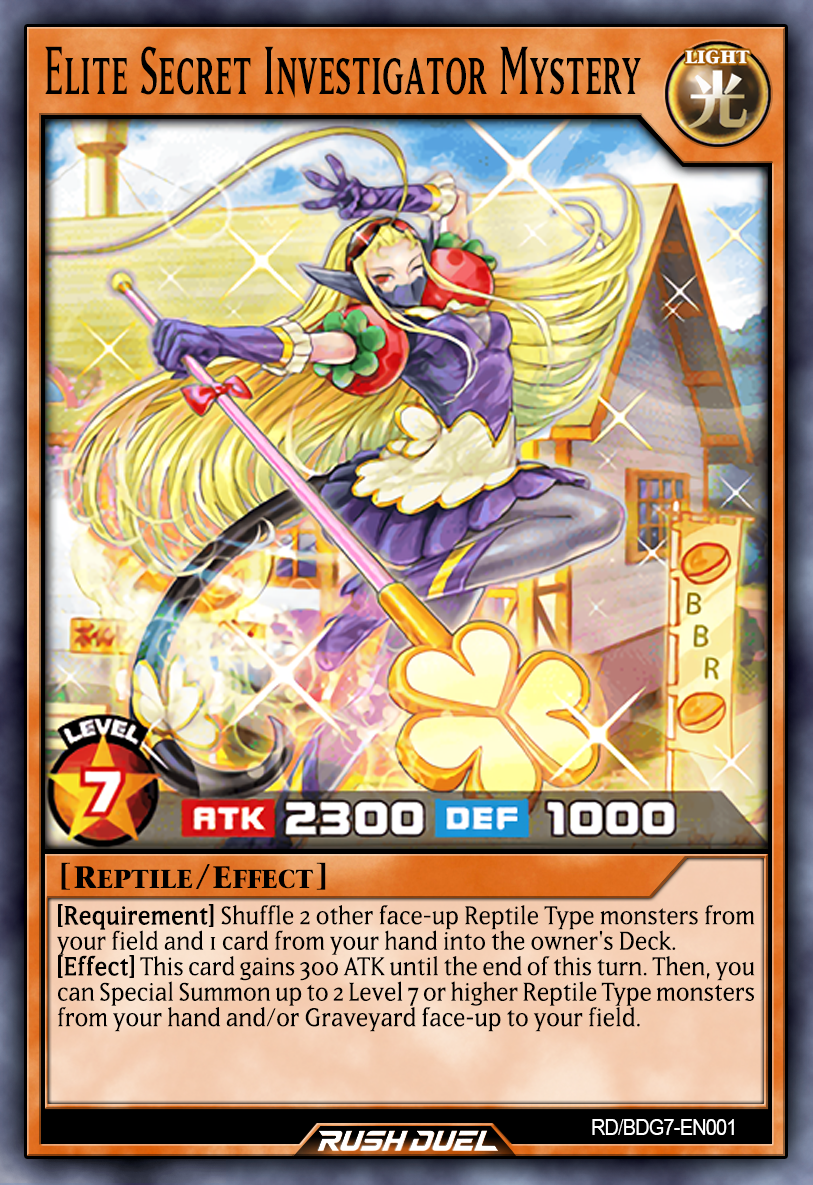 Elite Secret Investigator Mystery
LIGHT
光
B
B
R
LEVEL
7
ATK 2300 DEF 1000
[Reptile/Effect]
[Requirement] Shuffle 2 other face-up Reptile Type monsters from
your field and 1 card from your hand into the owner's Deck.
[Effect] This card gains 300 ATK until the end of this turn. Then, you
can Special Summon up to 2 Level 7 or higher Reptile Type monsters
from your hand and/or Graveyard face-up to your field.
RD/BDG7-EN001
RUSH DUEL